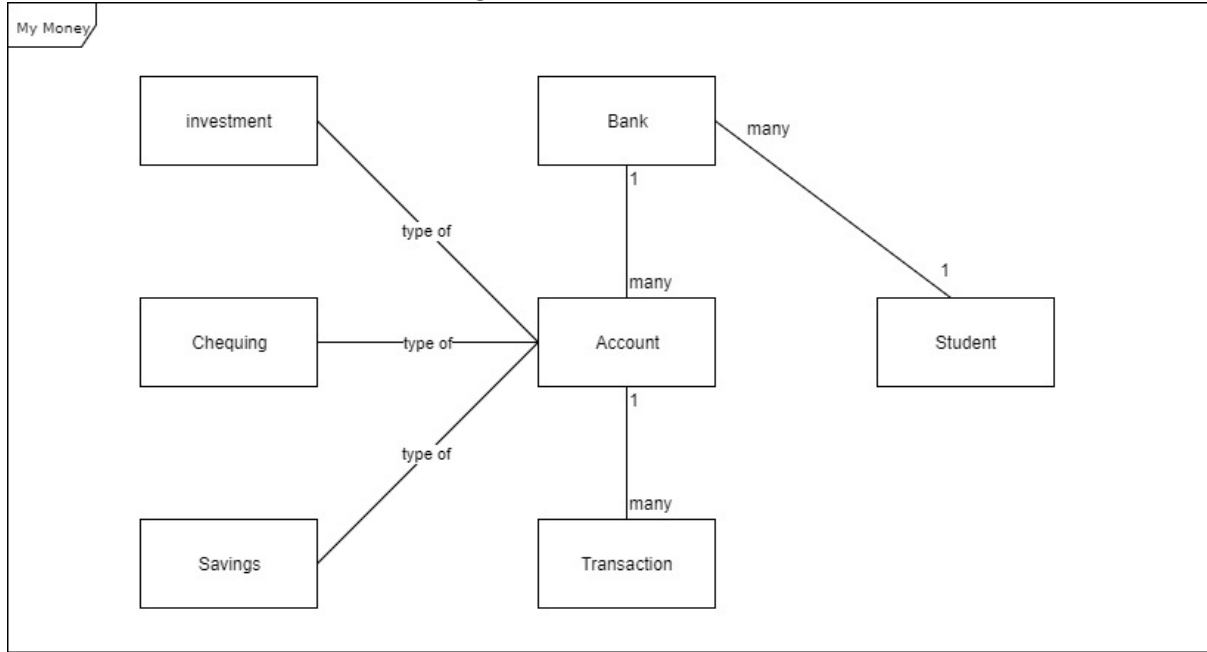 My Money
investment
Bank
many
1
type of
1
many
Chequing
type of
Account
Student
1
type of
many
Savings
Transaction